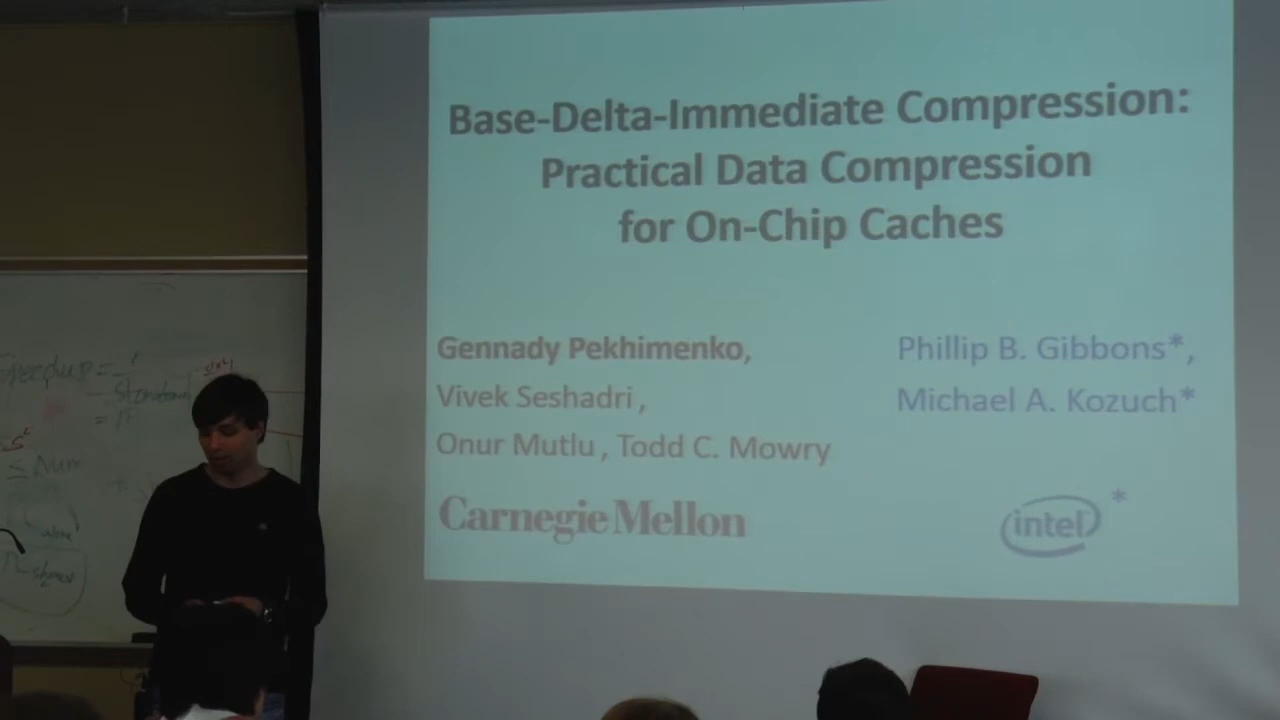 Base-Delta-Immediate Compression:
Practical Data Compression
for On-Chip Caches
Gennady Pekhimenko,
Vivek Seshadri,
Onur Mutlu, Todd C. Mowry
Phillip B. Gibbons*,
Michael A. Kozuch*
Carnegie Mellon
intel *
Speedup =